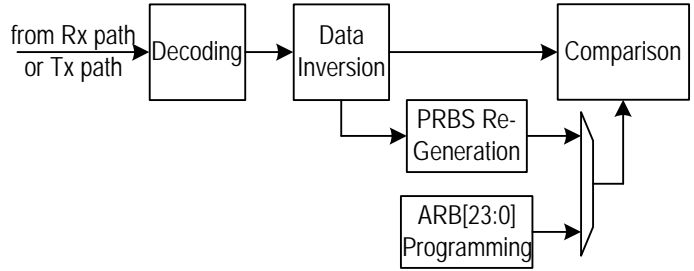 from Rx path
or Tx path
Decoding
Data
Inversion
Comparison
PRBS Re-
Generation
ARB[23:0]
Programming